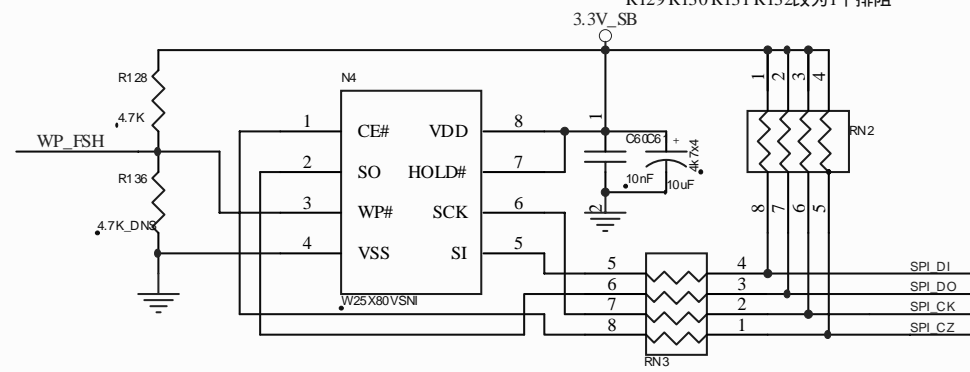 R129 R130 R131 R132改为1个排阻
3.3V_SB
R128
4.7K
WP_FSH
R136
4.7K_DNS
N4
1 CE# VDD 8
2 SO HOLD# 7
3 WP# SCK 6
4 VSS SI 5
W25X80VSNI
1
C60 C61 +
10nF 10uF
2
4k7x4
1 2 3 4
RN2
8 7 6 5
5 4 SPI_DI
6 3 SPI_DO
7 2 SPI_CK
8 1 SPI_CZ
RN3